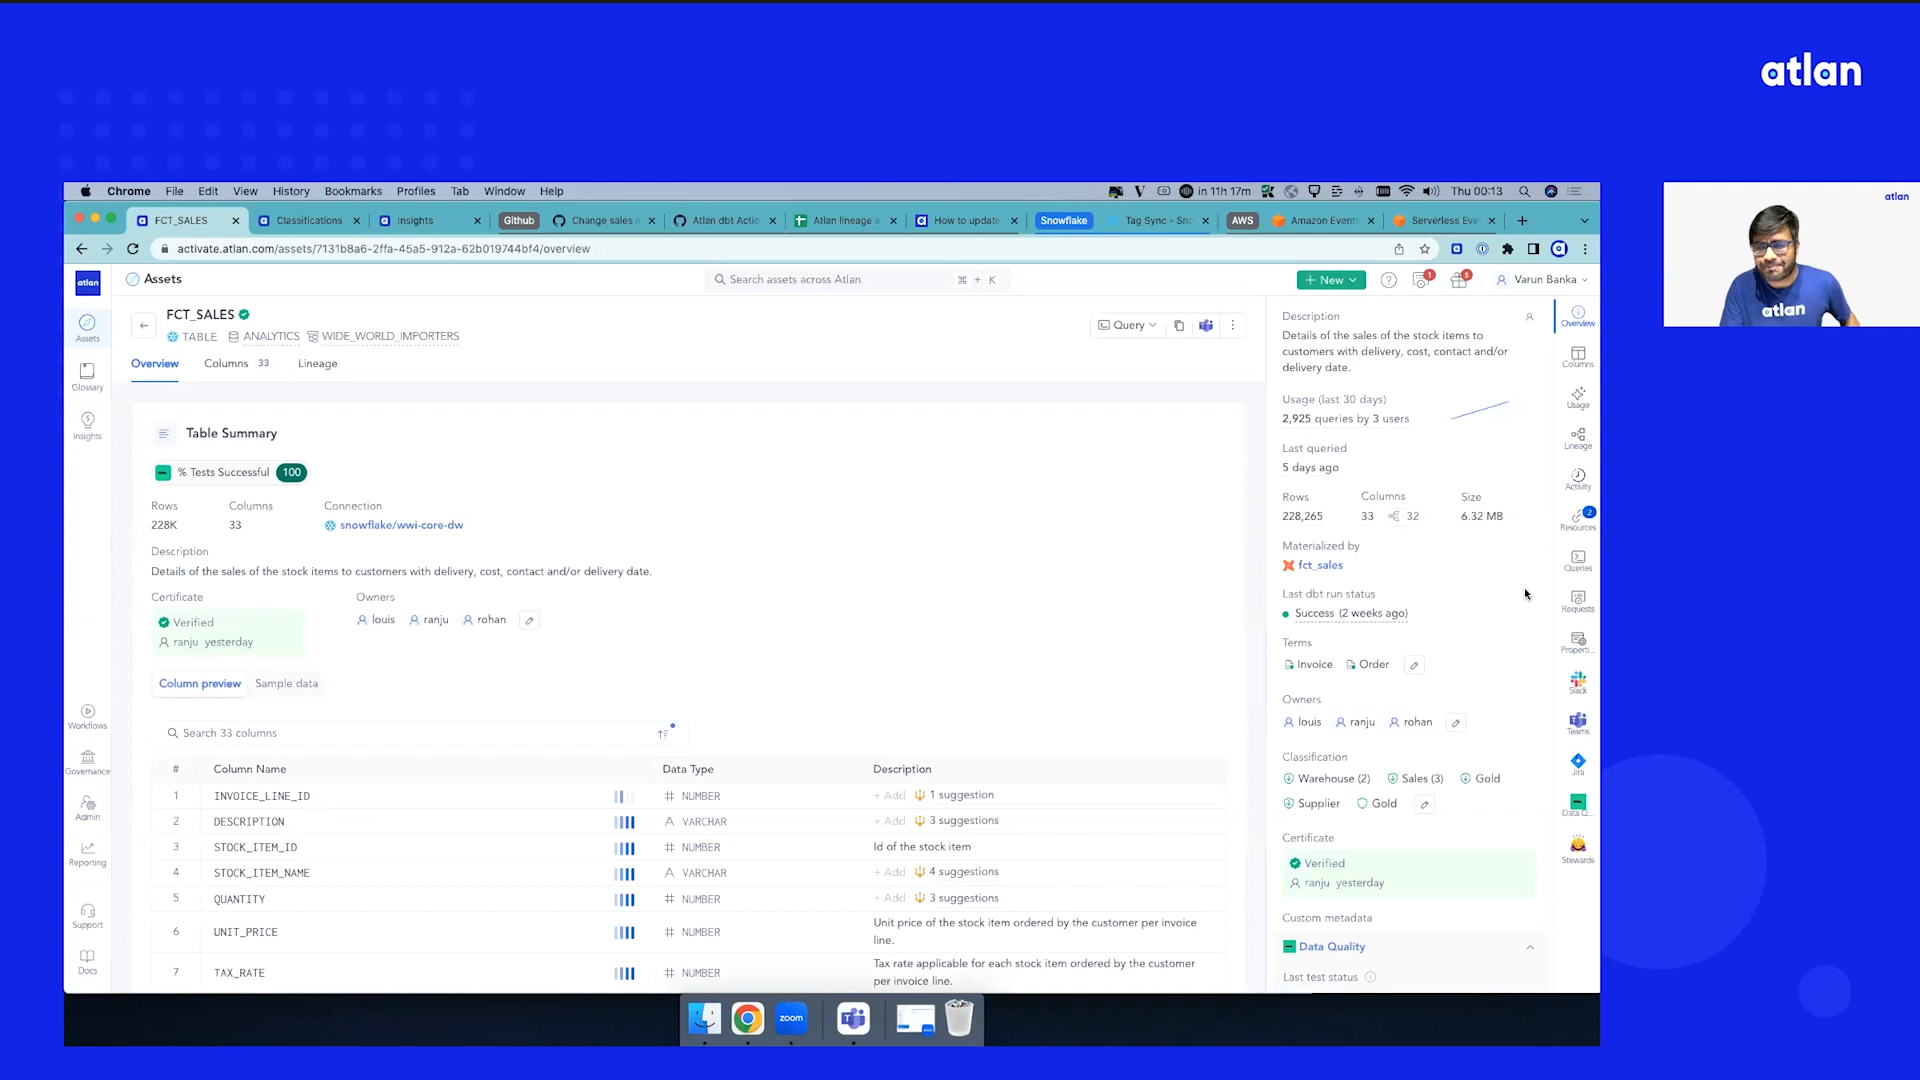 atlan
atlan
atlan
Chrome File Edit View History Bookmarks Profiles Tab Window Help
in 11h 17m Thu 00:13
FCT_SALES Classifications Insights Github Change sales n Atlan dbt Actio Atlan lineage a How to update Snowflake Tag Sync - Sno AWS Amazon Event Serverless Eve
activate.atlan.com/assets/7131b8a6-2ffa-45a5-912a-62b019744bf4/overview
atlan
Assets
Search assets across Atlan ⌘ + K
+ New
1
5
Varun Banka
Assets
Glossary
Insights
Workflows
Governance
Admin
Reporting
Support
Docs
FCT_SALES
TABLE ANALYTICS WIDE_WORLD_IMPORTERS
Query
Overview Columns 33 Lineage
Table Summary
% Tests Successful 100
Rows Columns Connection
228K 33 snowflake/wwi-core-dw
Description
Details of the sales of the stock items to customers with delivery, cost, contact and/or delivery date.
Certificate Owners
Verified louis ranju rohan
ranju yesterday
Column preview Sample data
Search 33 columns
# Column Name Data Type Description
1 INVOICE_LINE_ID # NUMBER + Add 1 suggestion
2 DESCRIPTION A VARCHAR + Add 3 suggestions
3 STOCK_ITEM_ID # NUMBER Id of the stock item
4 STOCK_ITEM_NAME A VARCHAR + Add 4 suggestions
5 QUANTITY # NUMBER + Add 3 suggestions
6 UNIT_PRICE # NUMBER Unit price of the stock item ordered by the customer per invoice
line.
7 TAX_RATE # NUMBER Tax rate applicable for each stock item ordered by the customer
per invoice line.
Description
Details of the sales of the stock items to
customers with delivery, cost, contact and/or
delivery date.
Usage (last 30 days)
2,925 queries by 3 users
Last queried
5 days ago
Rows Columns Size
228,265 33 32 6.32 MB
Materialized by
fct_sales
Last dbt run status
Success (2 weeks ago)
Terms
Invoice Order
Owners
louis ranju rohan
Classification
Warehouse (2) Sales (3) Gold
Supplier Gold
Certificate
Verified
ranju yesterday
Custom metadata
Data Quality
Last test status
Overview
Columns
Usage
Lineage
Activity
2
Resources
Queries
Requests
Properti...
Slack
Teams
Jira
Data Q...
Stewards
zoom